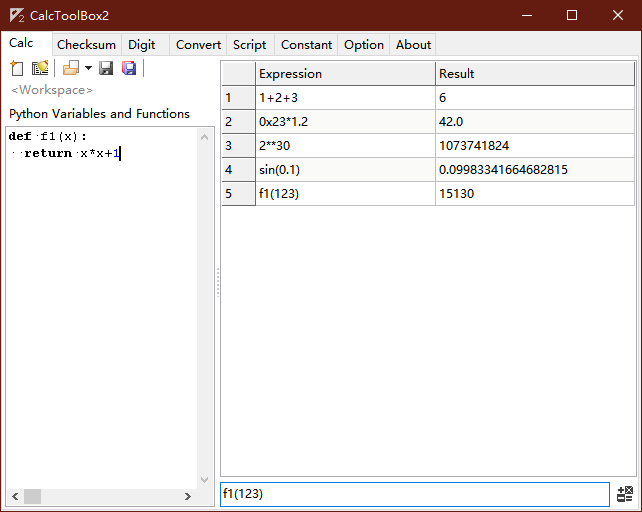 CalcToolBox2
Calc Checksum Digit Convert Script Constant Option About
<Workspace>
Python Variables and Functions
def f1(x):
return x*x+1
Expression Result
1 1+2+3 6
2 0x23*1.2 42.0
3 2**30 1073741824
4 sin(0.1) 0.09983341664682815
5 f1(123) 15130
f1(123)